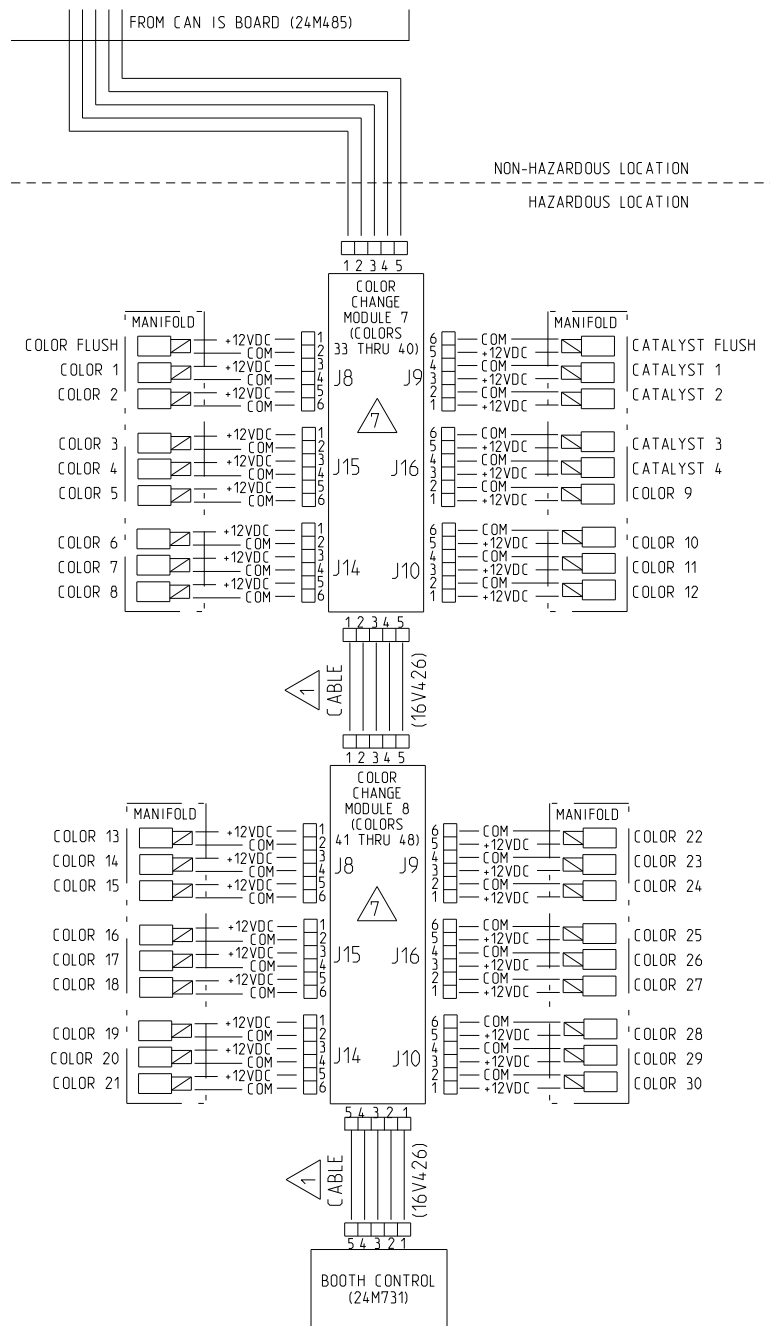 FROM CAN IS BOARD (24M485)
NON-HAZARDOUS LOCATION
HAZARDOUS LOCATION
1 2 3 4 5
COLOR
CHANGE
MODULE 7
(COLORS
33 THRU 40)
MANIFOLD
MANIFOLD
COLOR FLUSH +12VDC 1 6 COM CATALYST FLUSH
COM 2 5 +12VDC
COLOR 1 +12VDC 3 4 COM CATALYST 1
COM 4 J8 J9 3 +12VDC
COLOR 2 +12VDC 5 2 COM CATALYST 2
COM 6 1 +12VDC
7
COLOR 3 +12VDC 1 6 COM CATALYST 3
COM 2 5 +12VDC
COLOR 4 +12VDC 3 4 COM CATALYST 4
COM 4 J15 J16 3 +12VDC
COLOR 5 +12VDC 5 2 COM COLOR 9
COM 6 1 +12VDC
COLOR 6 +12VDC 1 6 COM COLOR 10
COM 2 5 +12VDC
COLOR 7 +12VDC 3 4 COM COLOR 11
COM 4 J14 J10 3 +12VDC
COLOR 8 +12VDC 5 2 COM COLOR 12
COM 6 1 +12VDC
1 2 3 4 5
1 CABLE (16V426)
1 2 3 4 5
COLOR
CHANGE
MODULE 8
(COLORS
41 THRU 48)
MANIFOLD
MANIFOLD
COLOR 13 +12VDC 1 6 COM COLOR 22
COM 2 5 +12VDC
COLOR 14 +12VDC 3 4 COM COLOR 23
COM 4 J8 J9 3 +12VDC
COLOR 15 +12VDC 5 2 COM COLOR 24
COM 6 1 +12VDC
7
COLOR 16 +12VDC 1 6 COM COLOR 25
COM 2 5 +12VDC
COLOR 17 +12VDC 3 4 COM COLOR 26
COM 4 J15 J16 3 +12VDC
COLOR 18 +12VDC 5 2 COM COLOR 27
COM 6 1 +12VDC
COLOR 19 +12VDC 1 6 COM COLOR 28
COM 2 5 +12VDC
COLOR 20 +12VDC 3 4 COM COLOR 29
COM 4 J14 J10 3 +12VDC
COLOR 21 +12VDC 5 2 COM COLOR 30
COM 6 1 +12VDC
5 4 3 2 1
1 CABLE (16V426)
5 4 3 2 1
BOOTH CONTROL
(24M731)